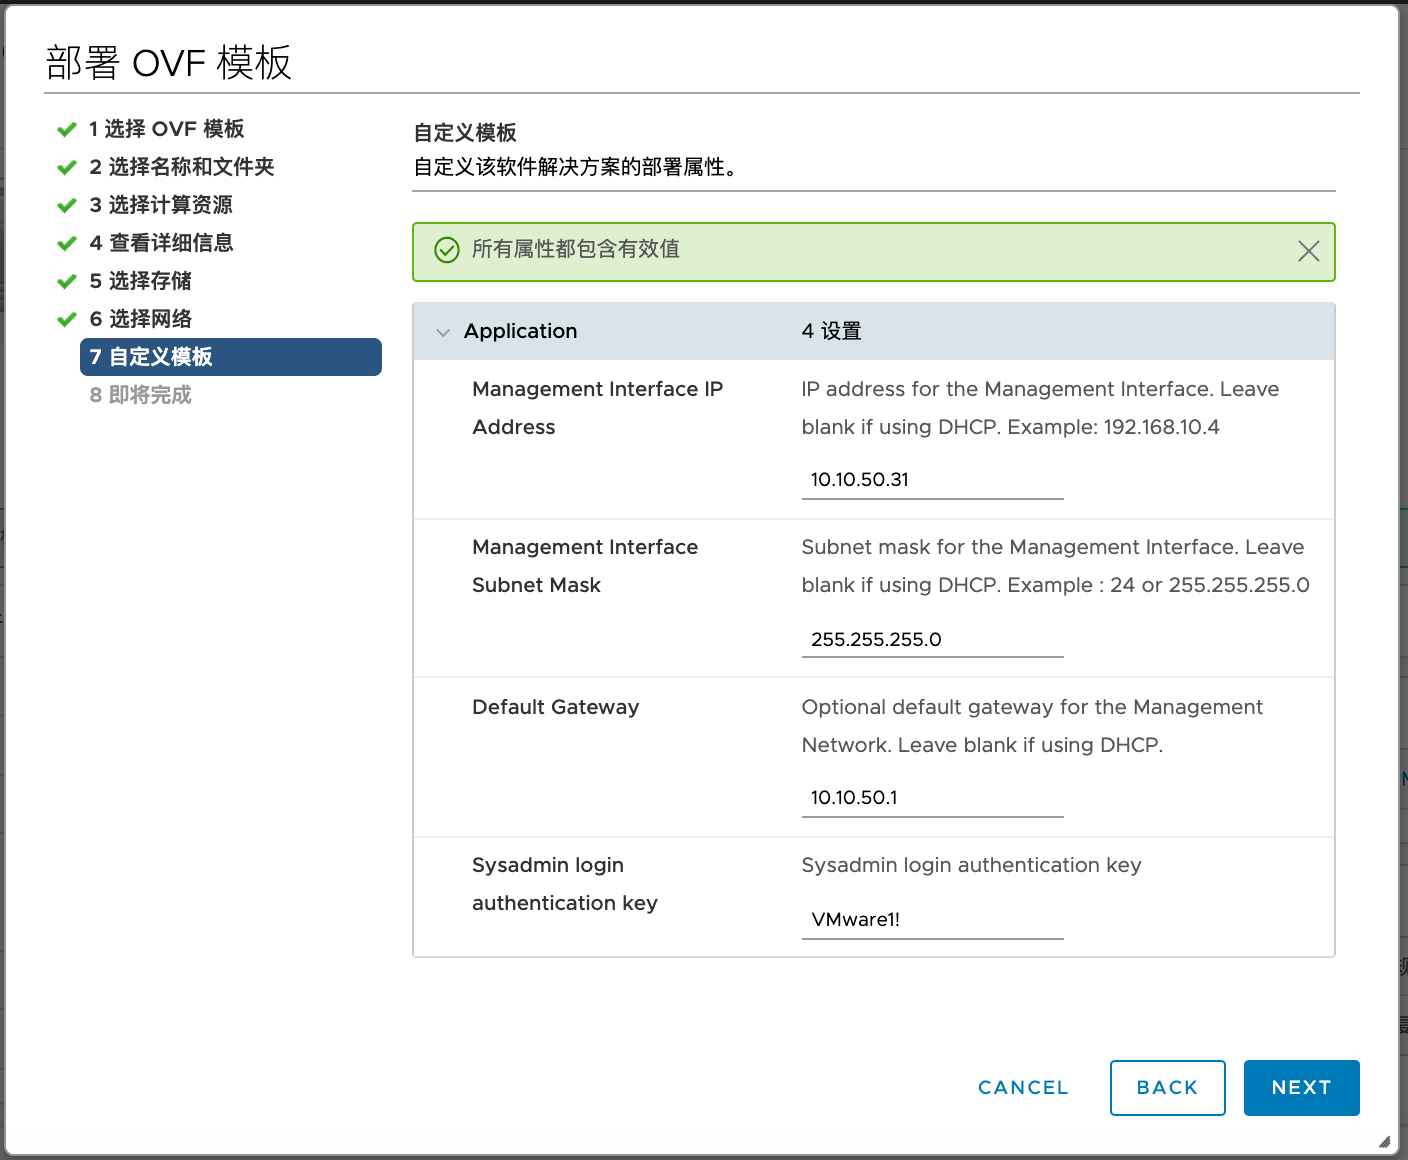 部署 OVF 模板
1 选择 OVF 模板
2 选择名称和文件夹
3 选择计算资源
4 查看详细信息
5 选择存储
6 选择网络
7 自定义模板
8 即将完成
自定义模板
自定义该软件解决方案的部署属性。
所有属性都包含有效值
Application 4 设置
Management Interface IP
Address
IP address for the Management Interface. Leave
blank if using DHCP. Example: 192.168.10.4
10.10.50.31
Management Interface
Subnet Mask
Subnet mask for the Management Interface. Leave
blank if using DHCP. Example : 24 or 255.255.255.0
255.255.255.0
Default Gateway
Optional default gateway for the Management
Network. Leave blank if using DHCP.
10.10.50.1
Sysadmin login
authentication key
Sysadmin login authentication key
VMware1!
CANCEL
BACK
NEXT